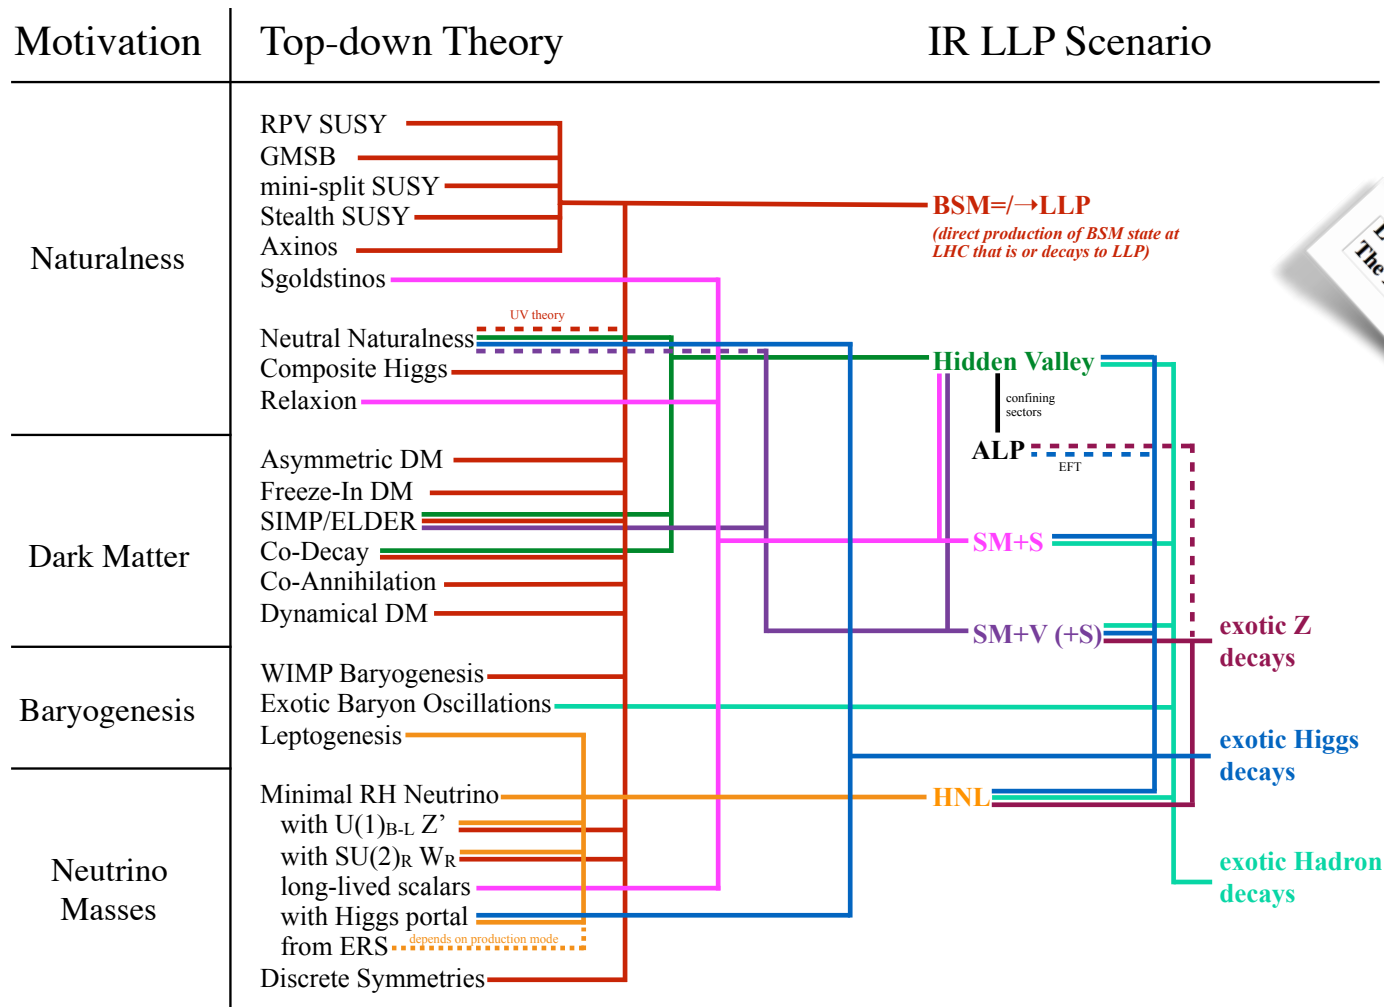 Motivation
Top-down Theory
IR LLP Scenario
Naturalness
RPV SUSY
GMSB
mini-split SUSY
Stealth SUSY
Axinos
Sgoldstinos
BSM=/→LLP
(direct production of BSM state at
LHC that is or decays to LLP)
The
UV theory
Neutral Naturalness
Composite Higgs
Relaxion
Hidden Valley
confining
sectors
ALP
EFT
Dark Matter
Asymmetric DM
Freeze-In DM
SIMP/ELDER
Co-Decay
Co-Annihilation
Dynamical DM
SM+S
SM+V (+S)
exotic Z
decays
Baryogenesis
WIMP Baryogenesis
Exotic Baryon Oscillations
Leptogenesis
exotic Higgs
decays
Neutrino
Masses
Minimal RH Neutrino
with U(1)B-L Z’
with SU(2)R WR
long-lived scalars
with Higgs portal
from ERS
depends on production mode
Discrete Symmetries
HNL
exotic Hadron
decays